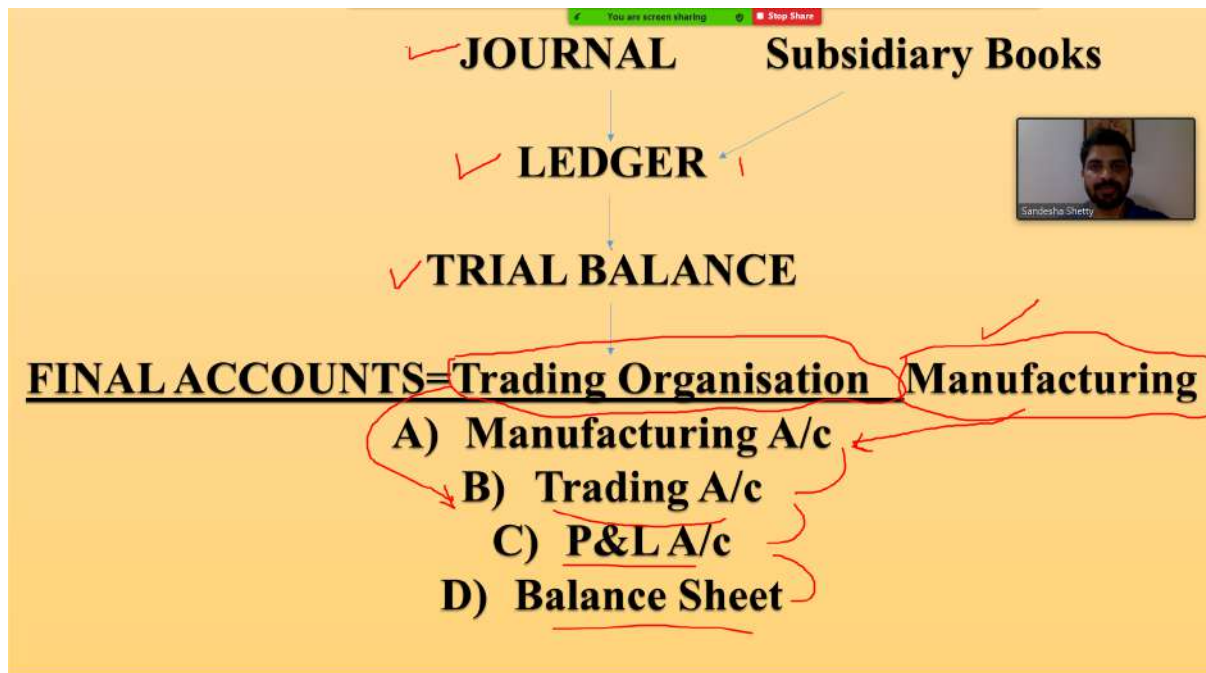 You are screen sharing Stop Share
JOURNAL Subsidiary Books
LEDGER
Sandesha Shetty
TRIAL BALANCE
FINAL ACCOUNTS=Trading Organisation Manufacturing
A) Manufacturing A/c
B) Trading A/c
C) P&L A/c
D) Balance Sheet